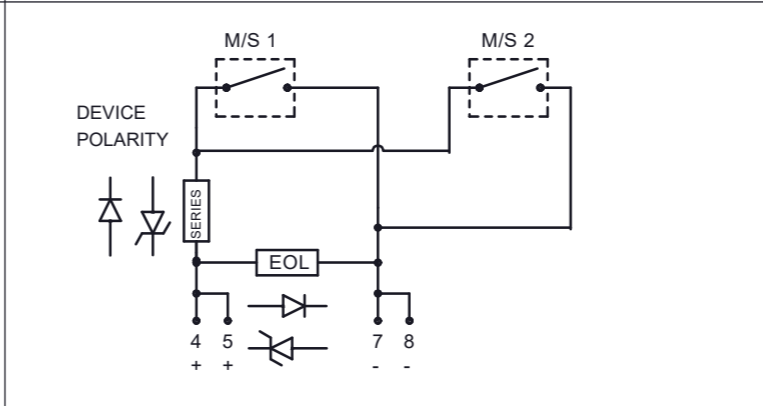 M/S 1
M/S 2
DEVICE
POLARITY
SERIES
EOL
4 5 7 8
+ + - -